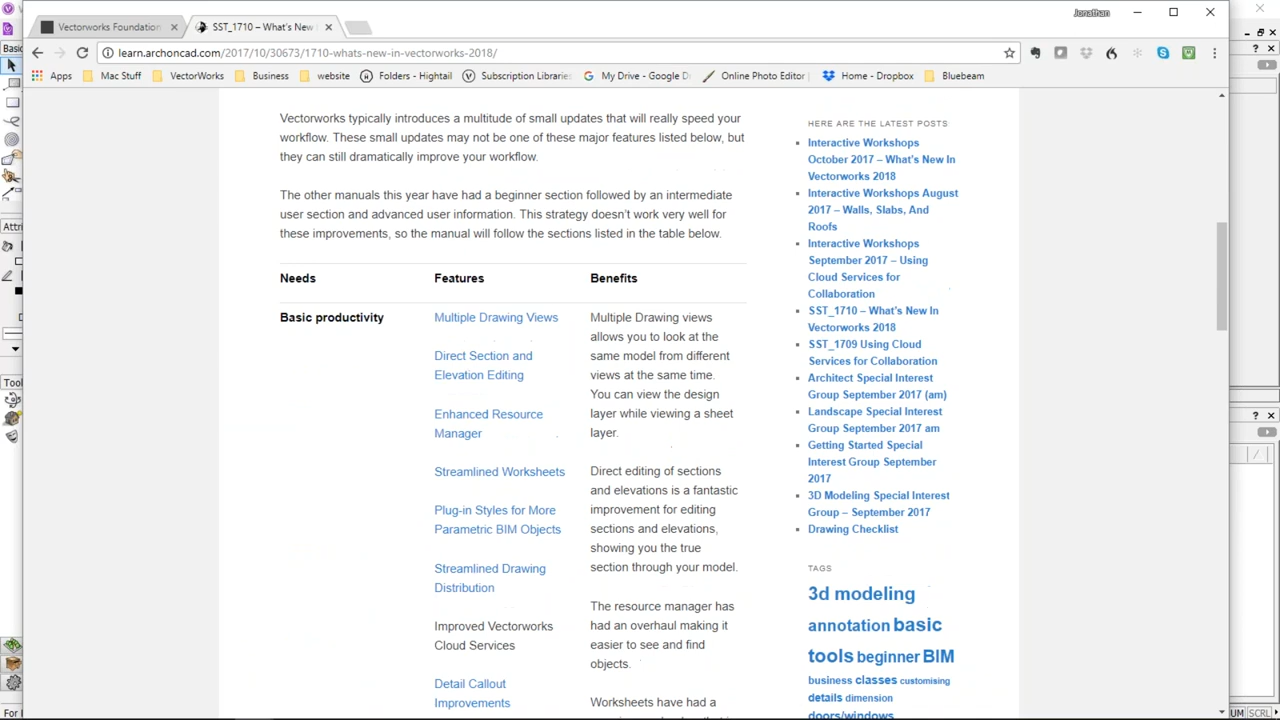 Jonathan
Vectorworks Foundation
SST_1710 – What's New
learn.archoncad.com/2017/10/30673/1710-whats-new-in-vectorworks-2018/
Apps
Mac Stuff
VectorWorks
Business
website
Folders - Hightail
Subscription Libraries
My Drive - Google D
Online Photo Editor
Home - Dropbox
Bluebeam
Basic
Attri
Tool
For
Vectorworks typically introduces a multitude of small updates that will really speed your
workflow. These small updates may not be one of these major features listed below, but
they can still dramatically improve your workflow.
The other manuals this year have had a beginner section followed by an intermediate
user section and advanced user information. This strategy doesn't work very well for
these improvements, so the manual will follow the sections listed in the table below.
Needs
Features
Benefits
Basic productivity
Multiple Drawing Views
Direct Section and
Elevation Editing
Enhanced Resource
Manager
Streamlined Worksheets
Plug-in Styles for More
Parametric BIM Objects
Streamlined Drawing
Distribution
Improved Vectorworks
Cloud Services
Detail Callout
Improvements
Multiple Drawing views
allows you to look at the
same model from different
views at the same time.
You can view the design
layer while viewing a sheet
layer.
Direct editing of sections
and elevations is a fantastic
improvement for editing
sections and elevations,
showing you the true
section through your model.
The resource manager has
had an overhaul making it
easier to see and find
objects.
Worksheets have had a
HERE ARE THE LATEST POSTS
Interactive Workshops
October 2017 – What's New In
Vectorworks 2018
Interactive Workshops August
2017 – Walls, Slabs, And
Roofs
Interactive Workshops
September 2017 – Using
Cloud Services for
Collaboration
SST_1710 – What's New In
Vectorworks 2018
SST_1709 Using Cloud
Services for Collaboration
Architect Special Interest
Group September 2017 (am)
Landscape Special Interest
Group September 2017 am
Getting Started Special
Interest Group September
2017
3D Modeling Special Interest
Group – September 2017
Drawing Checklist
TAGS
3d modeling
annotation basic
tools beginner BIM
business classes customising
details dimension
doors/windows
UM SCRL